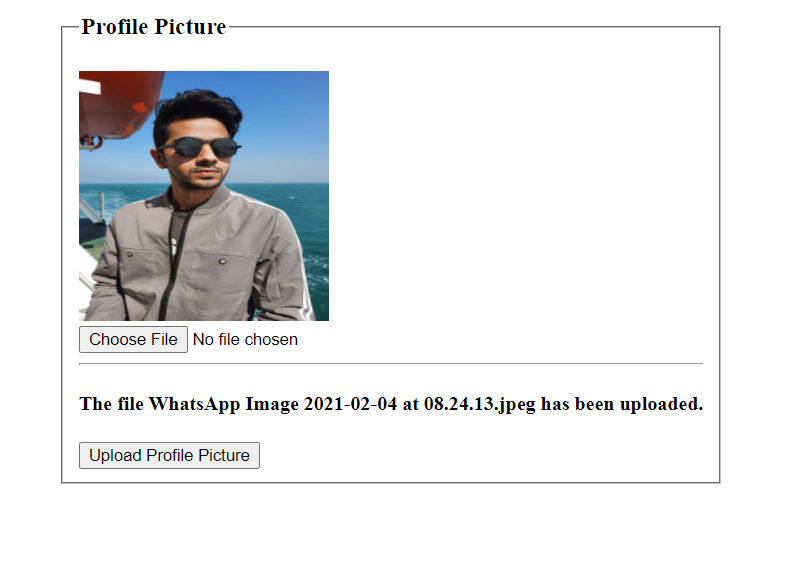 Profile Picture
Choose File No file chosen
The file WhatsApp Image 2021-02-04 at 08.24.13.jpeg has been uploaded.
Upload Profile Picture